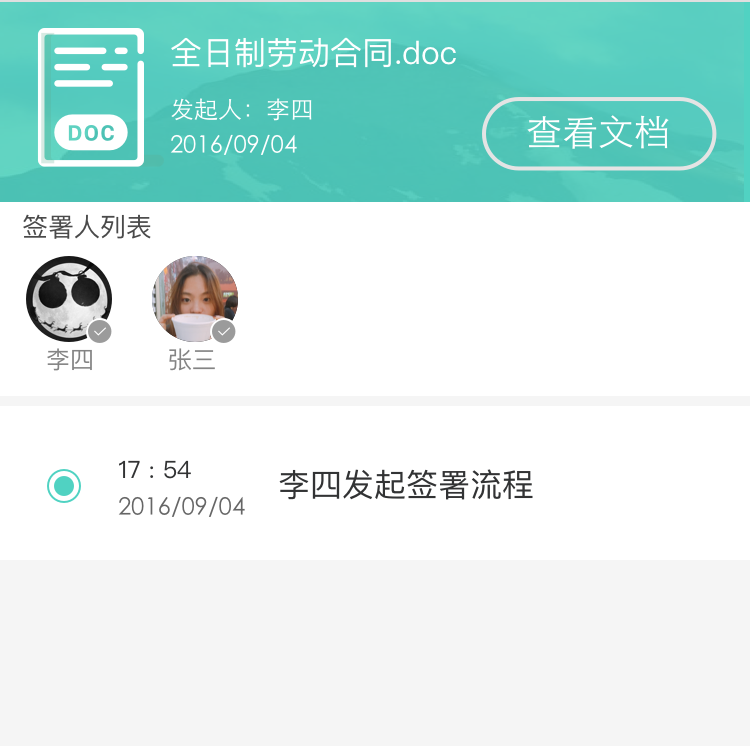 全日制劳动合同.doc
发起人：李四
2016/09/04
DOC
查看文档
签署人列表
李四
张三
17 : 54
2016/09/04
李四发起签署流程